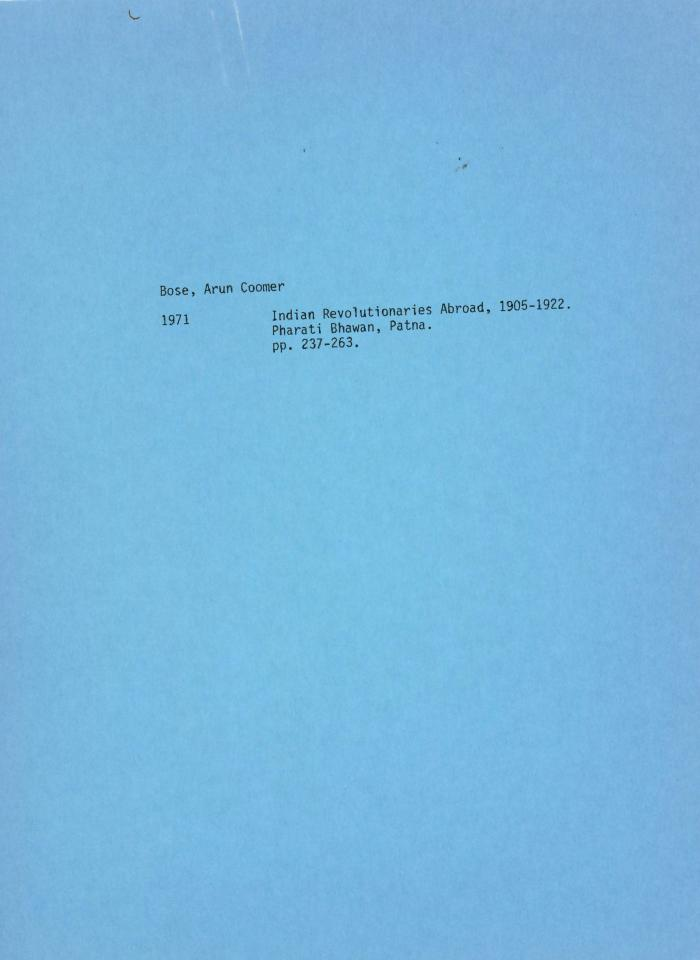 Bose, Arun Coomer
1971 Indian Revolutionaries Abroad, 1905-1922.
Pharati Bhawan, Patna.
pp. 237-263.